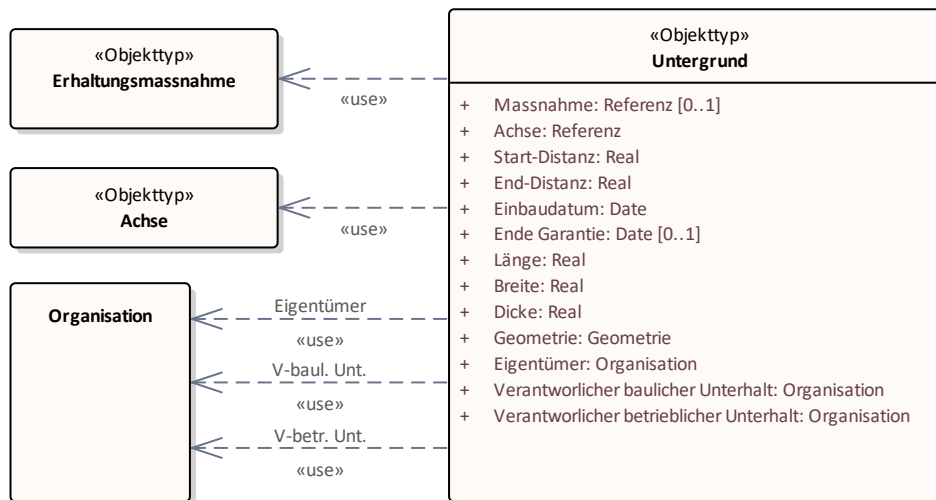 «Objekttyp»
Erhaltungsmassnahme
«use»
«Objekttyp»
Achse
«use»
Organisation
Eigentümer
«use»
V-baul. Unt.
«use»
V-betr. Unt.
«use»
«Objekttyp»
Untergrund
+ Massnahme: Referenz [0..1]
+ Achse: Referenz
+ Start-Distanz: Real
+ End-Distanz: Real
+ Einbaudatum: Date
+ Ende Garantie: Date [0..1]
+ Länge: Real
+ Breite: Real
+ Dicke: Real
+ Geometrie: Geometrie
+ Eigentümer: Organisation
+ Verantworlicher baulicher Unterhalt: Organisation
+ Verantworlicher betrieblicher Unterhalt: Organisation